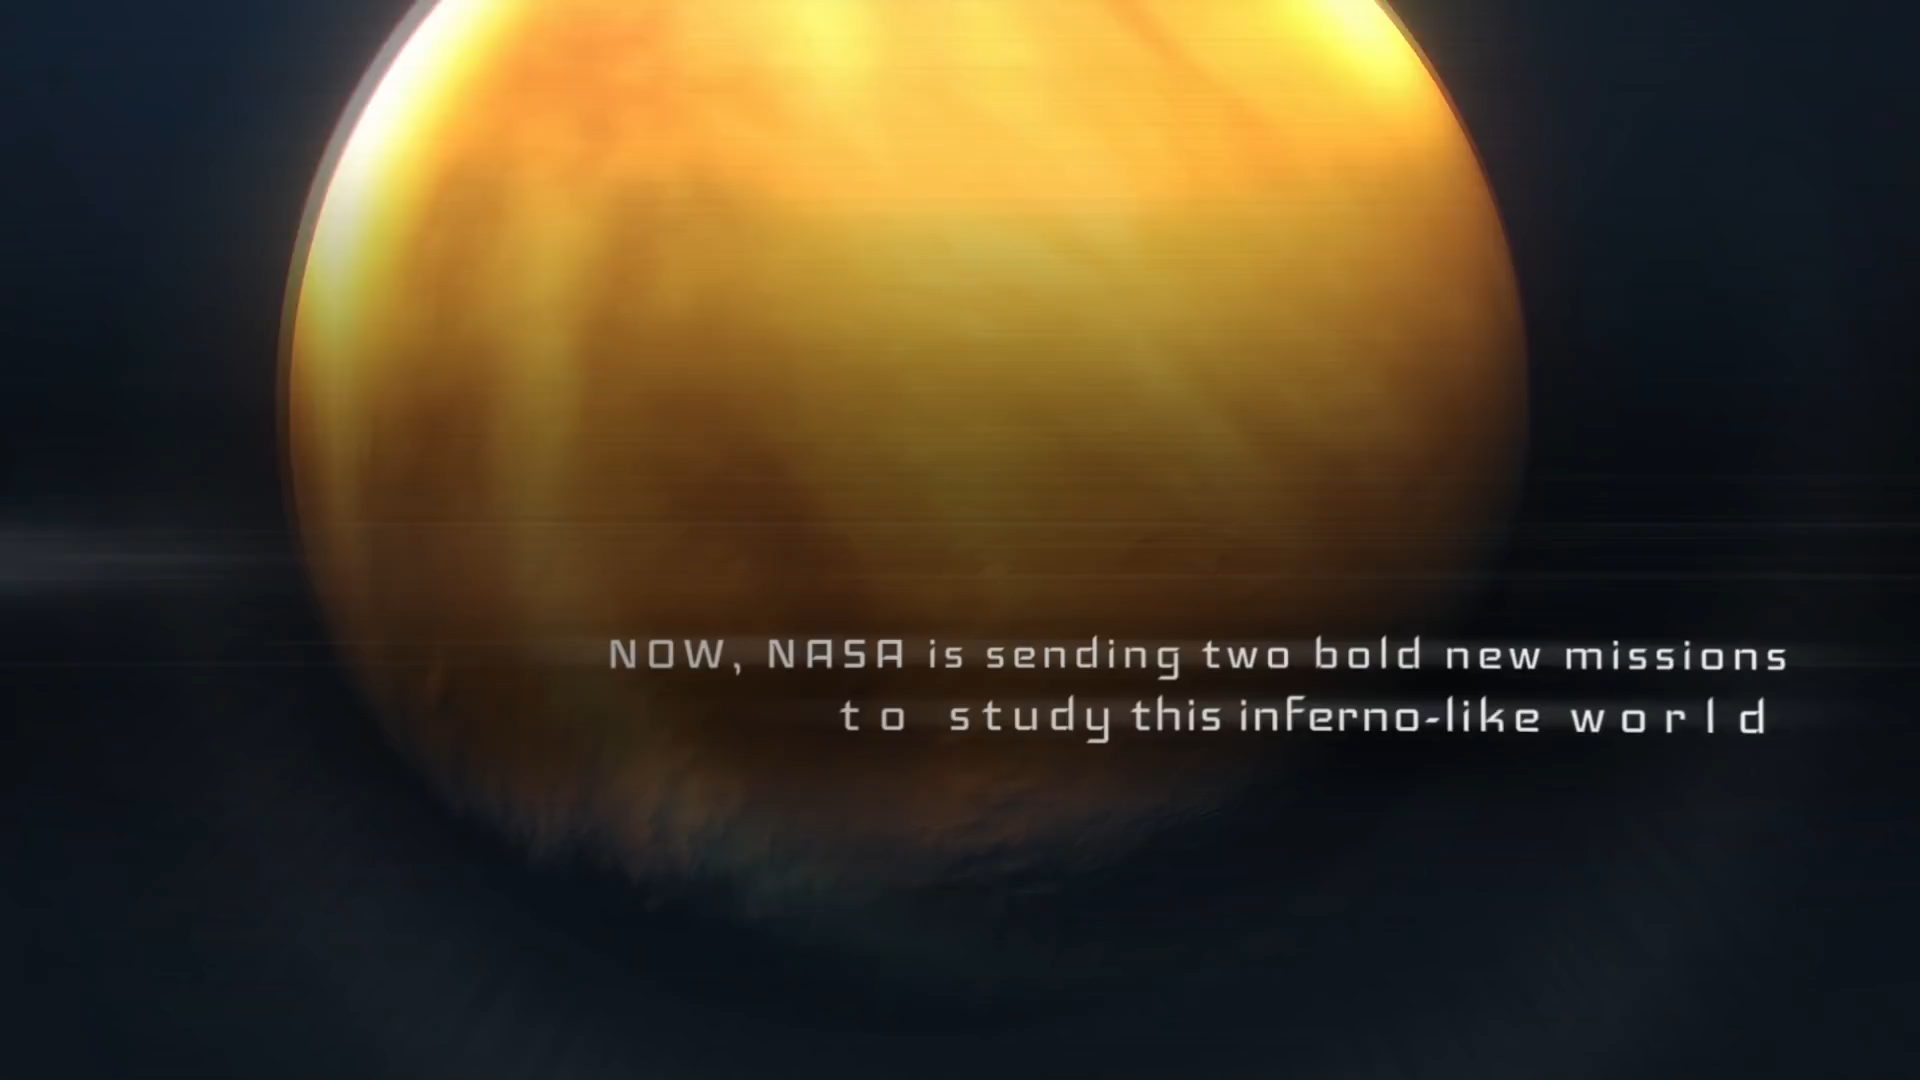 NOW, NASA is sending two bold new missions
to study this inferno-like world